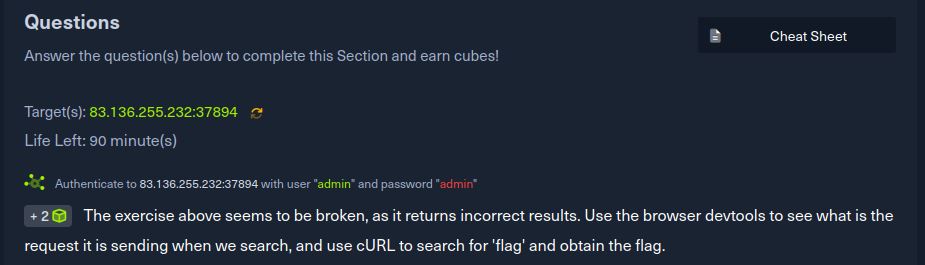 Questions
Cheat Sheet
Answer the question(s) below to complete this Section and earn cubes!
Target(s): 83.136.255.232:37894
Life Left: 90 minute(s)
Authenticate to 83.136.255.232:37894 with user "admin" and password "admin"
+ 2 The exercise above seems to be broken, as it returns incorrect results. Use the browser devtools to see what is the
request it is sending when we search, and use cURL to search for 'flag' and obtain the flag.